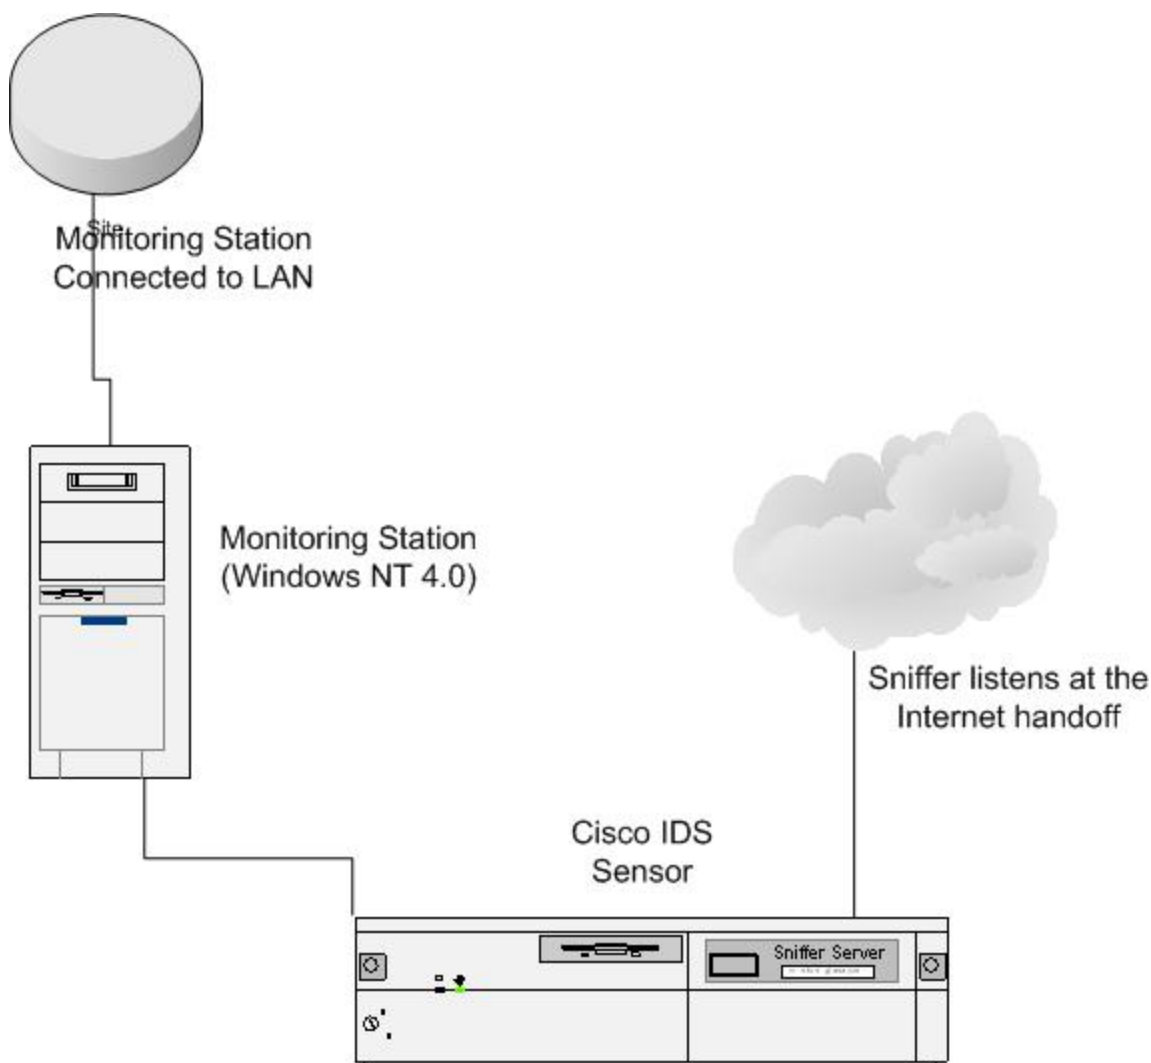 Site
Monitoring Station
Connected to LAN
Monitoring Station
(Windows NT 4.0)
Sniffer listens at the
Internet handoff
Cisco IDS
Sensor
Sniffer Server